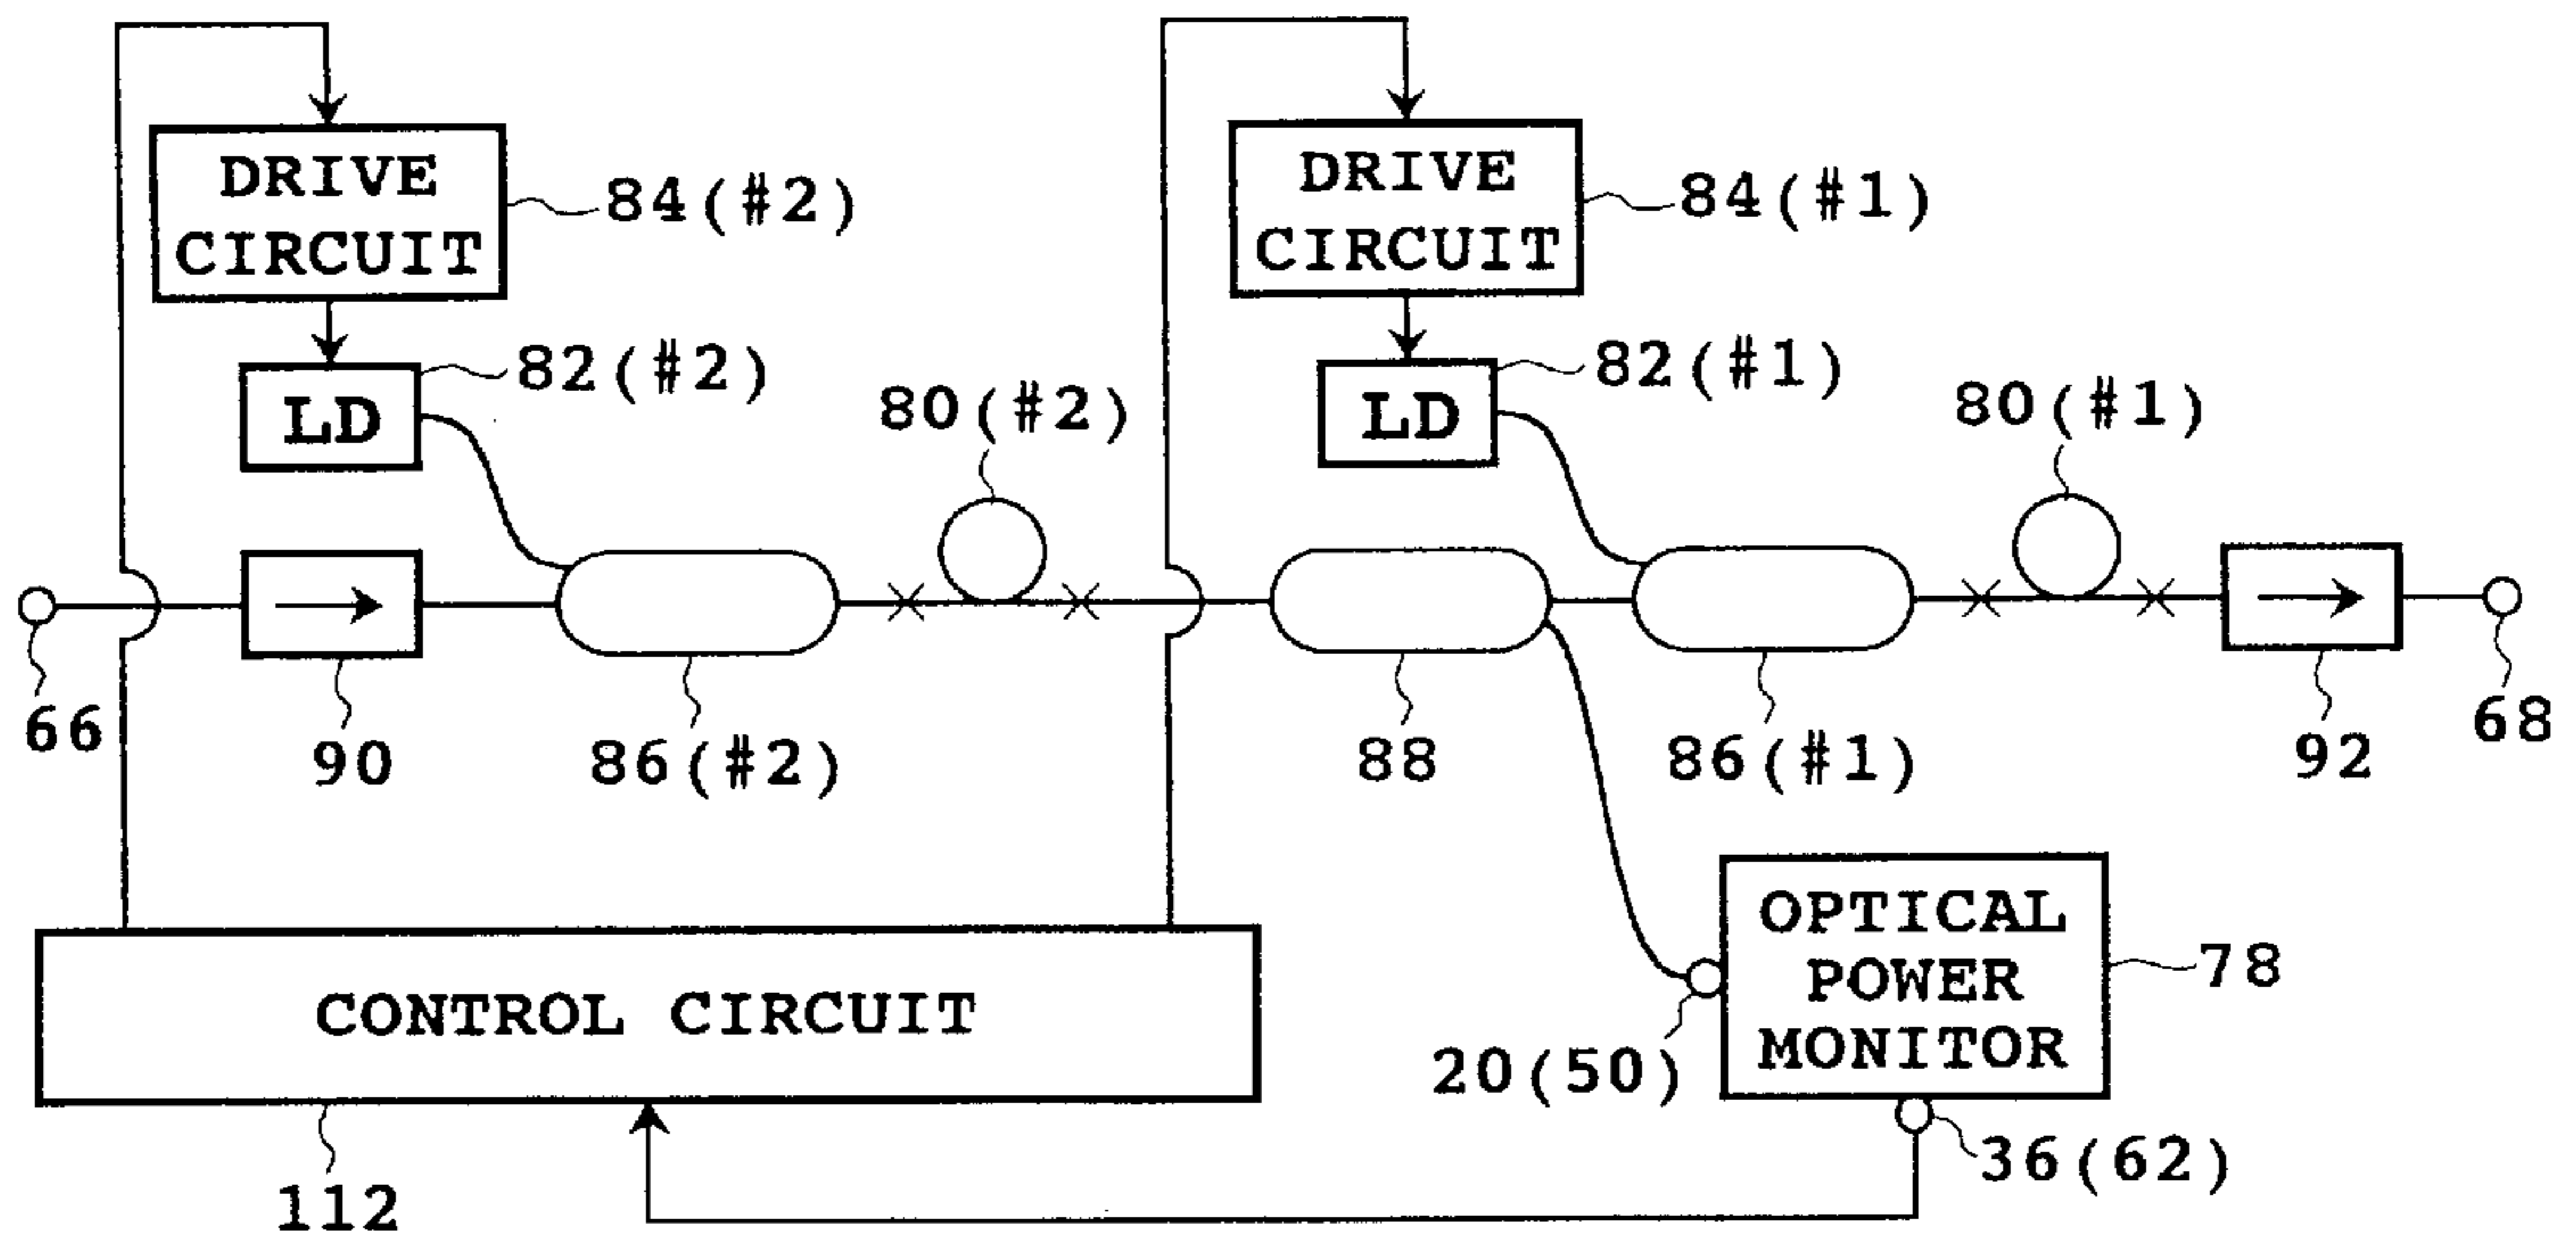 DRIVE
CIRCUIT
84(#2)
DRIVE
CIRCUIT
84(#1)
LD
82(#2)
80(#2)
LD
82(#1)
80(#1)
66
90
86(#2)
88
86(#1)
92
68
CONTROL CIRCUIT
112
OPTICAL
POWER
MONITOR
78
20(50)
36(62)